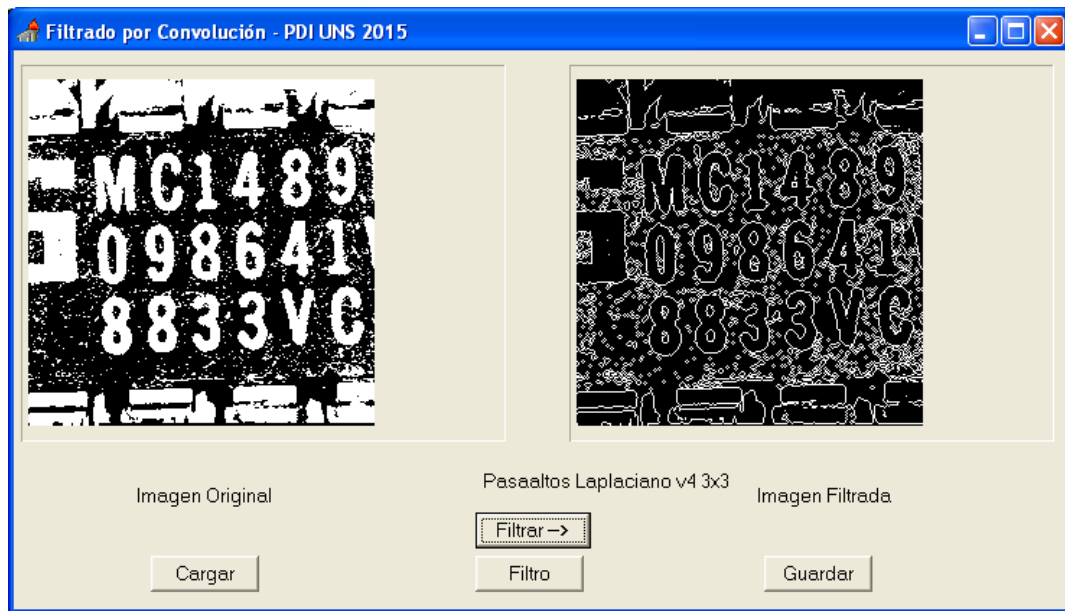 Filtrado por Convolución - PDI UNS 2015
MC1489
098641
8833VC
MC1489
098641
8833VC
Pasaaltos Laplaciano v4 3x3
Imagen Original
Imagen Filtrada
Filtrar -->
Cargar
Filtro
Guardar